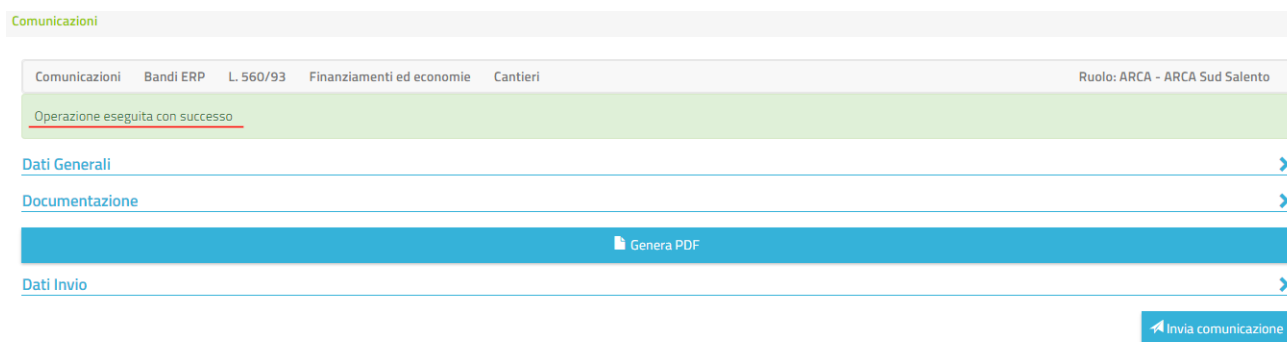 Comunicazioni
Comunicazioni Bandi ERP L. 560/93 Finanziamenti ed economie Cantieri Ruolo: ARCA - ARCA Sud Salento
Operazione eseguita con successo
Dati Generali
Documentazione
Genera PDF
Dati Invio
Invia comunicazione